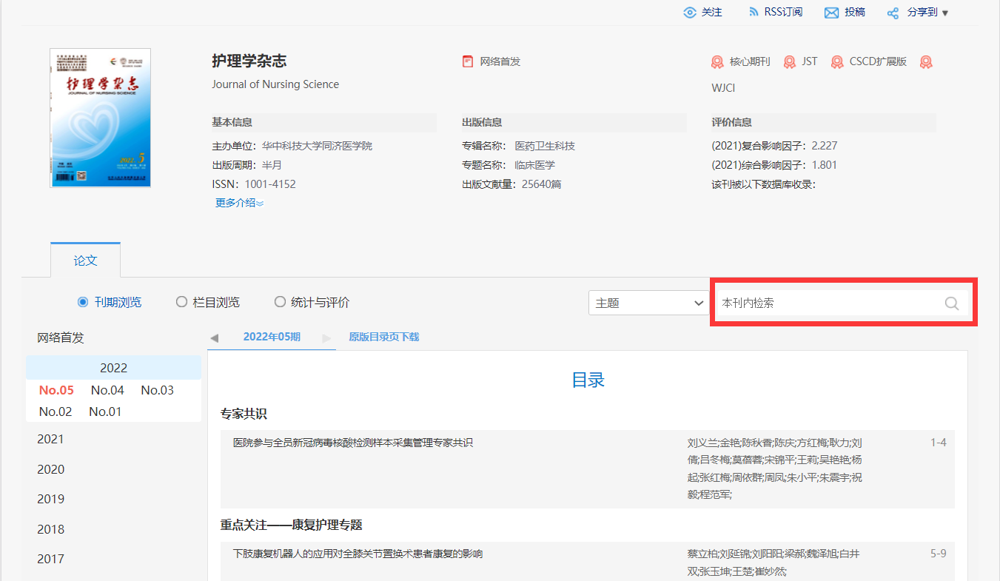 关注 RSS订阅 投稿 分享到
护理学杂志
JOURNAL OF NURSING SCIENCE
2022.5
护理学杂志
Journal of Nursing Science
网络首发
核心期刊 JST CSCD扩展版
WJCI
基本信息
主办单位：华中科技大学同济医学院
出版周期：半月
ISSN：1001-4152
更多介绍
出版信息
专辑名称：医药卫生科技
专题名称：临床医学
出版文献量：25640篇
评价信息
(2021)复合影响因子：2.227
(2021)综合影响因子：1.801
该刊被以下数据库收录：
论文
刊期浏览 栏目浏览 统计与评价
主题 本刊内检索
网络首发
2022
No.05 No.04 No.03
No.02 No.01
2021
2020
2019
2018
2017
2022年05期 原版目录页下载
目录
专家共识
医院参与全员新冠病毒核酸检测样本采集管理专家共识
刘义兰;金艳;陈秋香;陈庆;方红梅;耿力;刘
倩;吕冬梅;莫蓓蓉;宋锦平;王莉;吴艳艳;杨
起;张红梅;周依群;周凤;朱小平;朱震宇;祝
毅;程范军;
1-4
重点关注——康复护理专题
下肢康复机器人的应用对全膝关节置换术患者康复的影响
蔡立柏;刘延锦;刘阳阳;梁郝;魏泽旭;白井
双;张玉坤;王楚;崔妙然;
5-9